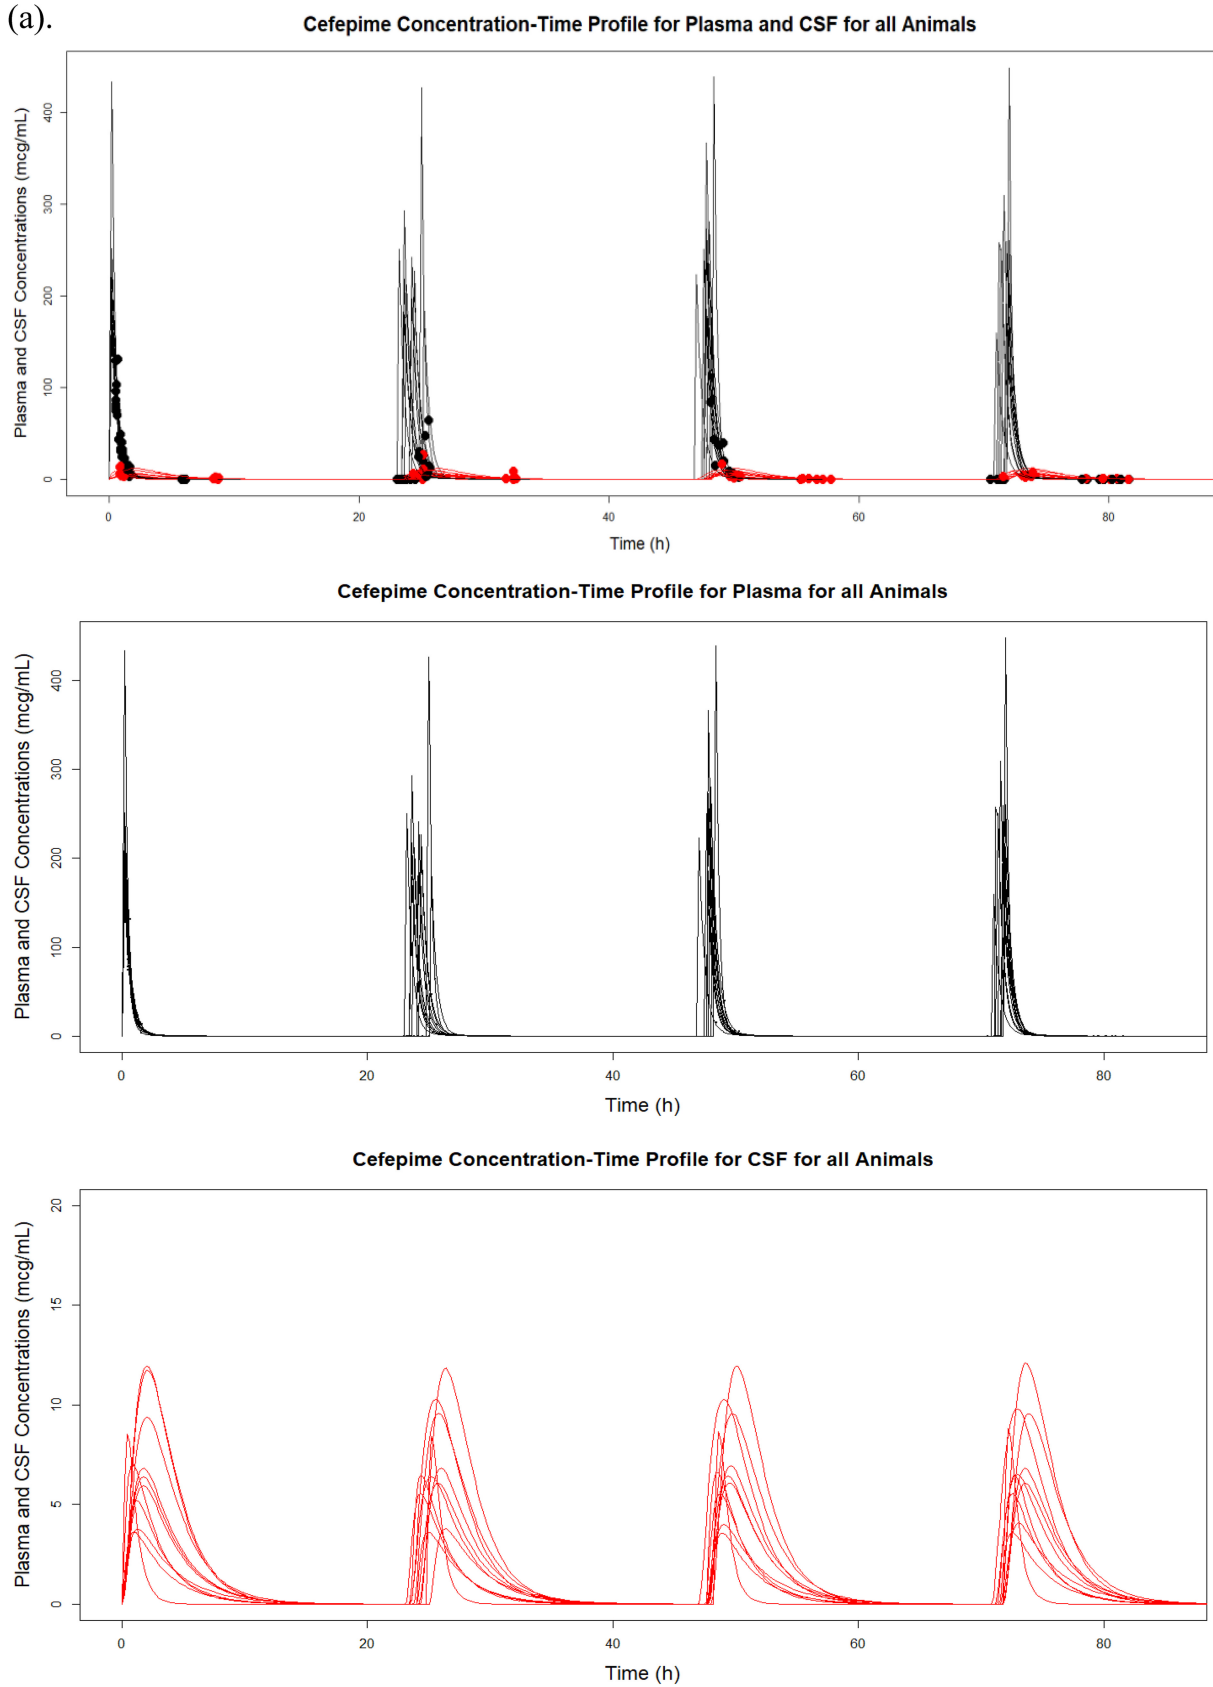 (a).
Cefepime Concentration-Time Profile for Plasma and CSF for all Animals
Plasma and CSF Concentrations (mcg/mL)
400
300
200
100
0
0 20 40 60 80
Time (h)
Cefepime Concentration-Time Profile for Plasma for all Animals
Plasma and CSF Concentrations (mcg/mL)
400
300
200
100
0
0 20 40 60 80
Time (h)
Cefepime Concentration-Time Profile for CSF for all Animals
Plasma and CSF Concentrations (mcg/mL)
20
15
10
5
0
0 20 40 60 80
Time (h)